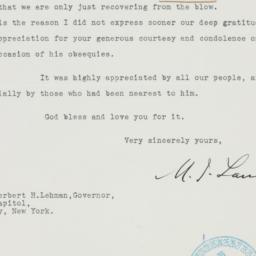 that we are only just recovering from the blow.
is the reason I did not express sooner our deep gratitud
appreciation for your generous courtesy and condolence o
ccasion of his obsequies.
It was highly appreciated by all our people, a
ially by those who had been nearest to him.
God bless and love you for it.
Very sincerely yours,
M. J.
erbert H.Lehman,Governor,
apitol,
y, New York.